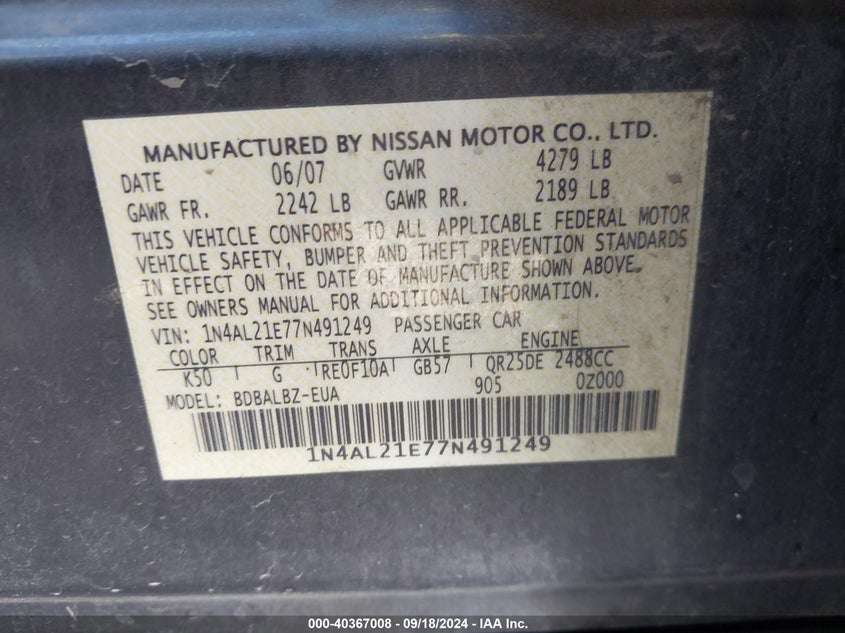 MANUFACTURED BY NISSAN MOTOR CO., LTD.
DATE 06/07 GVWR 4279 LB
GAWR FR. 2242 LB GAWR RR. 2189 LB
THIS VEHICLE CONFORMS TO ALL APPLICABLE FEDERAL MOTOR
VEHICLE SAFETY, BUMPER AND THEFT PREVENTION STANDARDS
IN EFFECT ON THE DATE OF MANUFACTURE SHOWN ABOVE.
SEE OWNERS MANUAL FOR ADDITIONAL INFORMATION.
VIN: 1N4AL21E77N491249 PASSENGER CAR
COLOR TRIM TRANS AXLE ENGINE
K50 G RE0F10A GB57 QR25DE 2488CC
MODEL: BDBALBZ-EUA 905 0Z000
1N4AL21E77N491249
000-40367008 - 09/18/2024 - IAA Inc.